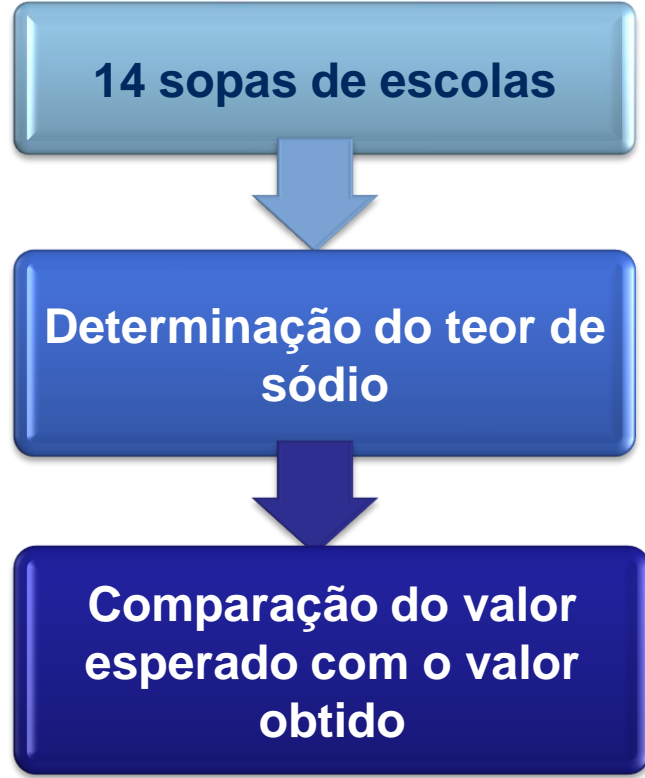 14 sopas de escolas
Determinação do teor de
sódio
Comparação do valor
esperado com o valor
obtido